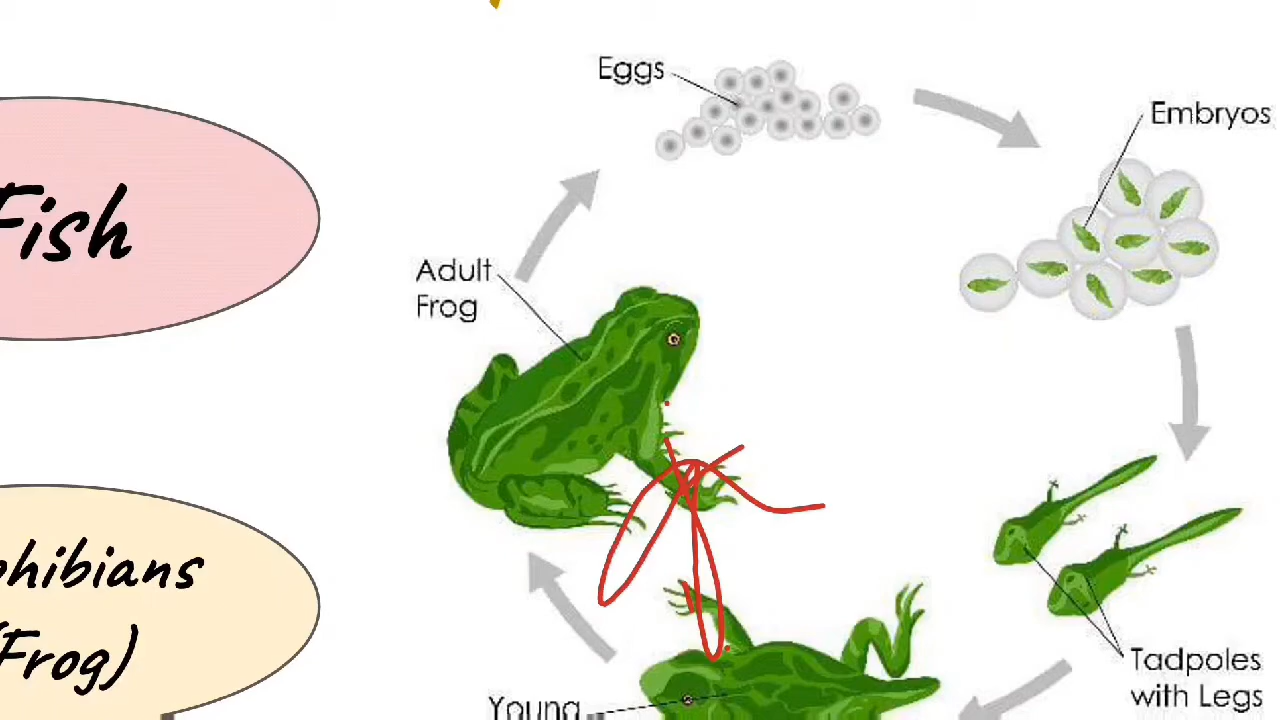 Eggs
Embryos
Fish
Adult
Frog
phibians
(Frog)
Tadpoles
with Legs
Young